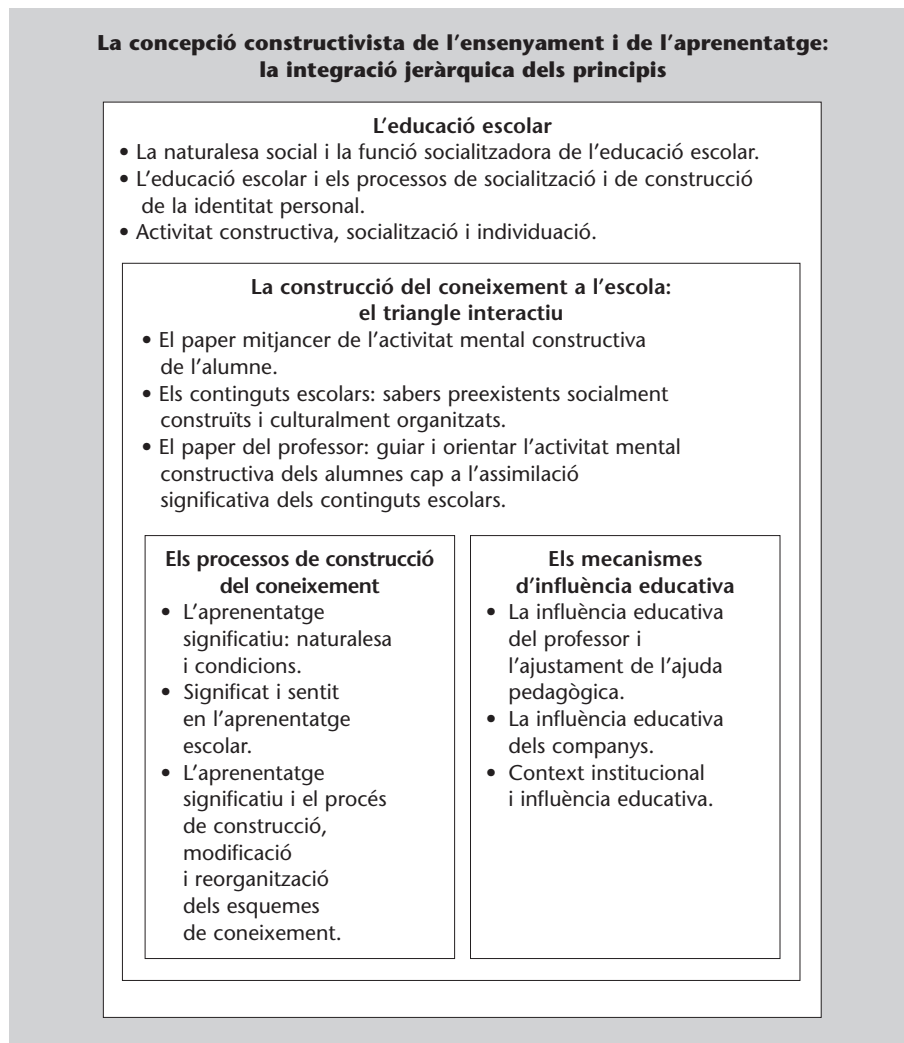 La concepció constructivista de l'ensenyament i de l'aprenentatge:
la integració jeràrquica dels principis
L'educació escolar
• La naturalesa social i la funció socialitzadora de l'educació escolar.
• L'educació escolar i els processos de socialització i de construcció
de la identitat personal.
• Activitat constructiva, socialització i individuació.
La construcció del coneixement a l'escola:
el triangle interactiu
• El paper mitjancer de l'activitat mental constructiva
de l'alumne.
• Els continguts escolars: sabers preexistents socialment
construïts i culturalment organitzats.
• El paper del professor: guiar i orientar l'activitat mental
constructiva dels alumnes cap a l'assimilació
significativa dels continguts escolars.
Els processos de construcció
del coneixement
• L'aprenentatge
significatiu: naturalesa
i condicions.
• Significat i sentit
en l'aprenentatge
escolar.
• L'aprenentatge
significatiu i el procés
de construcció,
modificació
i reorganització
dels esquemes
de coneixement.
Els mecanismes
d'influència educativa
• La influència educativa
del professor i
l'ajustament de l'ajuda
pedagògica.
• La influència educativa
dels companys.
• Context institucional
i influència educativa.